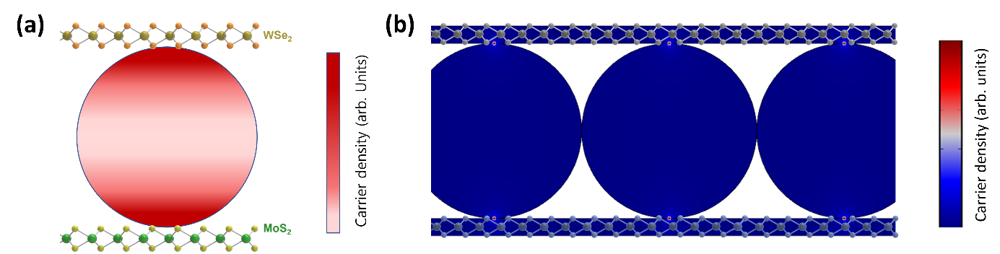 (a)
WSe2
MoS2
Carrier density (arb. Units)
(b)
Carrier density (arb. units)